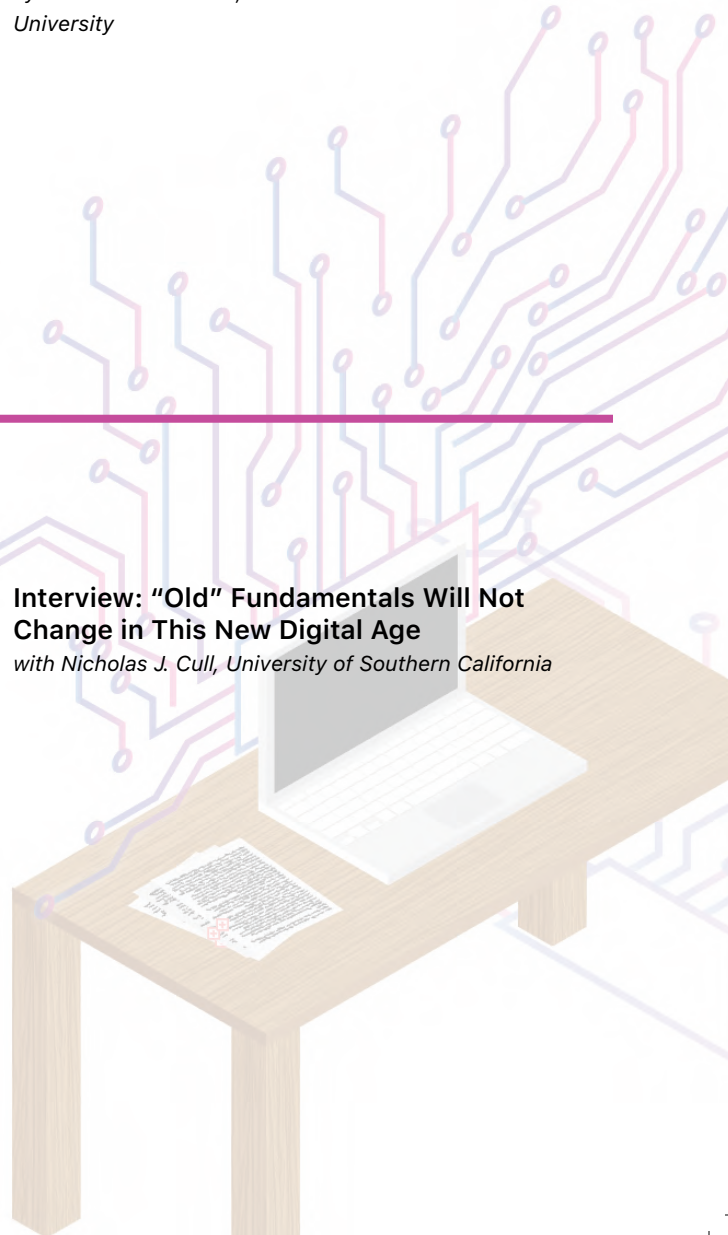 University
Interview: “Old” Fundamentals Will Not
Change in This New Digital Age
with Nicholas J. Cull, University of Southern California